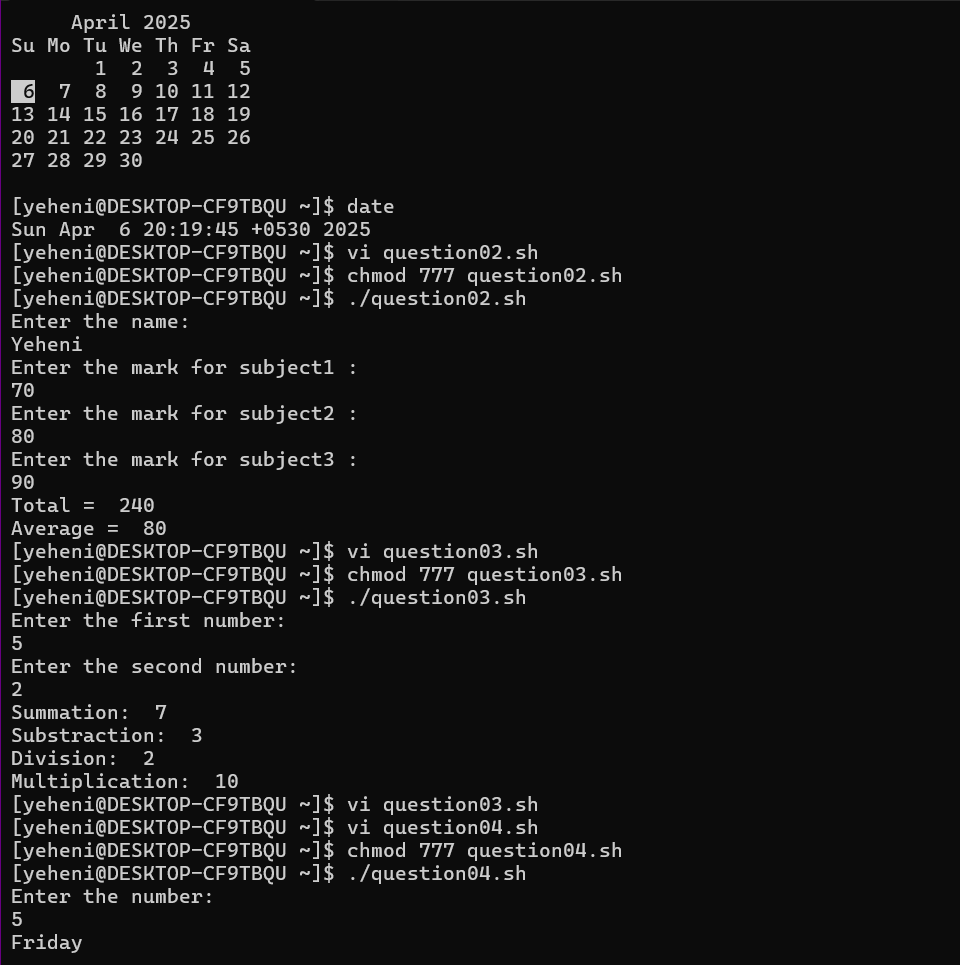 April 2025
Su Mo Tu We Th Fr Sa
       1  2  3  4  5
 6  7  8  9 10 11 12
13 14 15 16 17 18 19
20 21 22 23 24 25 26
27 28 29 30

[yeheni@DESKTOP-CF9TBQU ~]$ date
Sun Apr  6 20:19:45 +0530 2025
[yeheni@DESKTOP-CF9TBQU ~]$ vi question02.sh
[yeheni@DESKTOP-CF9TBQU ~]$ chmod 777 question02.sh
[yeheni@DESKTOP-CF9TBQU ~]$ ./question02.sh
Enter the name:
Yeheni
Enter the mark for subject1 :
70
Enter the mark for subject2 :
80
Enter the mark for subject3 :
90
Total =  240
Average =  80
[yeheni@DESKTOP-CF9TBQU ~]$ vi question03.sh
[yeheni@DESKTOP-CF9TBQU ~]$ chmod 777 question03.sh
[yeheni@DESKTOP-CF9TBQU ~]$ ./question03.sh
Enter the first number:
5
Enter the second number:
2
Summation:  7
Substraction:  3
Division:  2
Multiplication:  10
[yeheni@DESKTOP-CF9TBQU ~]$ vi question03.sh
[yeheni@DESKTOP-CF9TBQU ~]$ vi question04.sh
[yeheni@DESKTOP-CF9TBQU ~]$ chmod 777 question04.sh
[yeheni@DESKTOP-CF9TBQU ~]$ ./question04.sh
Enter the number:
5
Friday